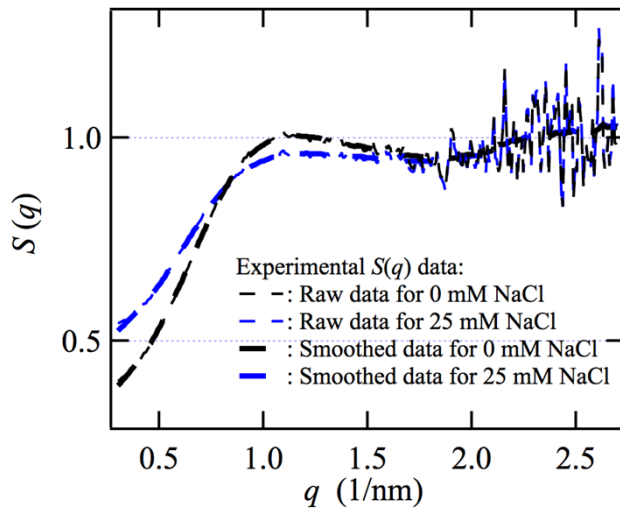 1.0
S(q)
0.5
Experimental S(q) data:
: Raw data for 0 mM NaCl
: Raw data for 25 mM NaCl
: Smoothed data for 0 mM NaCl
: Smoothed data for 25 mM NaCl
0.5 1.0 1.5 2.0 2.5
q (1/nm)